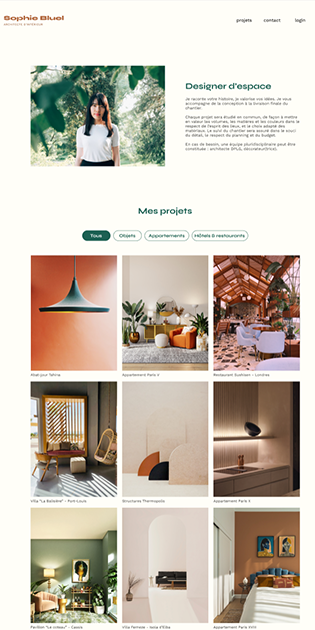 Sophie Bluel
ARCHITECTE D'INTÉRIEUR
projets contact login
Designer d'espace
Je raconte votre histoire, je valorise vos idées. Je vous
accompagne de la conception à la livraison finale du
chantier.
Chaque projet sera étudié en commun, de façon à mettre
en valeur les volumes, les matières et les couleurs dans le
respect de l'esprit des lieux, et le choix adapté des
matériaux. Le suivi du chantier sera assuré dans le souci
du détail, le respect du planning et du budget.
En cas de besoin, une équipe pluridisciplinaire peut être
constituée : architecte DPLG, décorateur(trice).
Mes projets
Tous Objets Appartements Hôtels & restaurants
Abat-jour Tahina
Appartement Paris V
Restaurant Sushisen - Londres
Villa "La Balisière" - Port Louis
Structures Thermopolis
Appartement Paris X
Pavillon "Le coteau" - Cassis
Villa Ferneze - Isola d'Elba
Appartement Paris XVIII